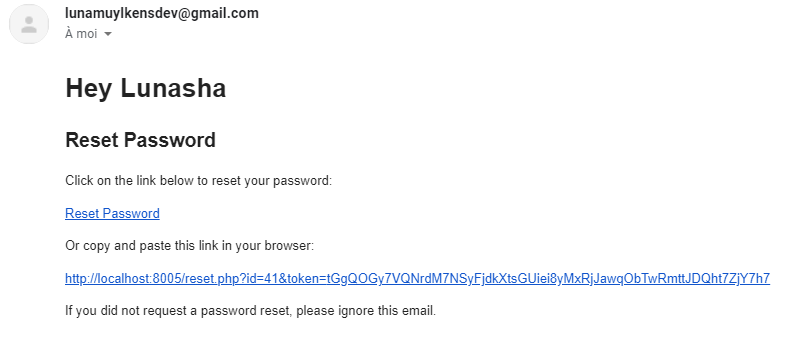 lunamuylkensdev@gmail.com
À moi
Hey Lunasha
Reset Password
Click on the link below to reset your password:
Reset Password
Or copy and paste this link in your browser:
http://localhost:8005/reset.php?id=41&token=tGgQOGy7VQNrdM7NSyFjdkXtsGUiei8yMxRjJawqObTwRmttJDQht7ZjY7h7
If you did not request a password reset, please ignore this email.